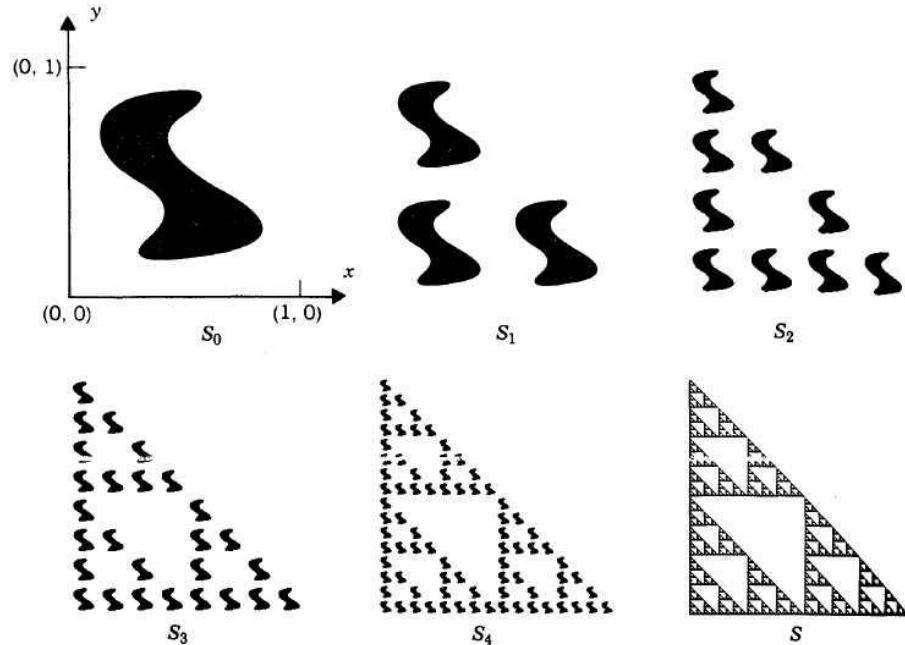 y
(0, 1)
x
(0, 0)
(1, 0)
S₀
S₁
S₂
S₃
S₄
S